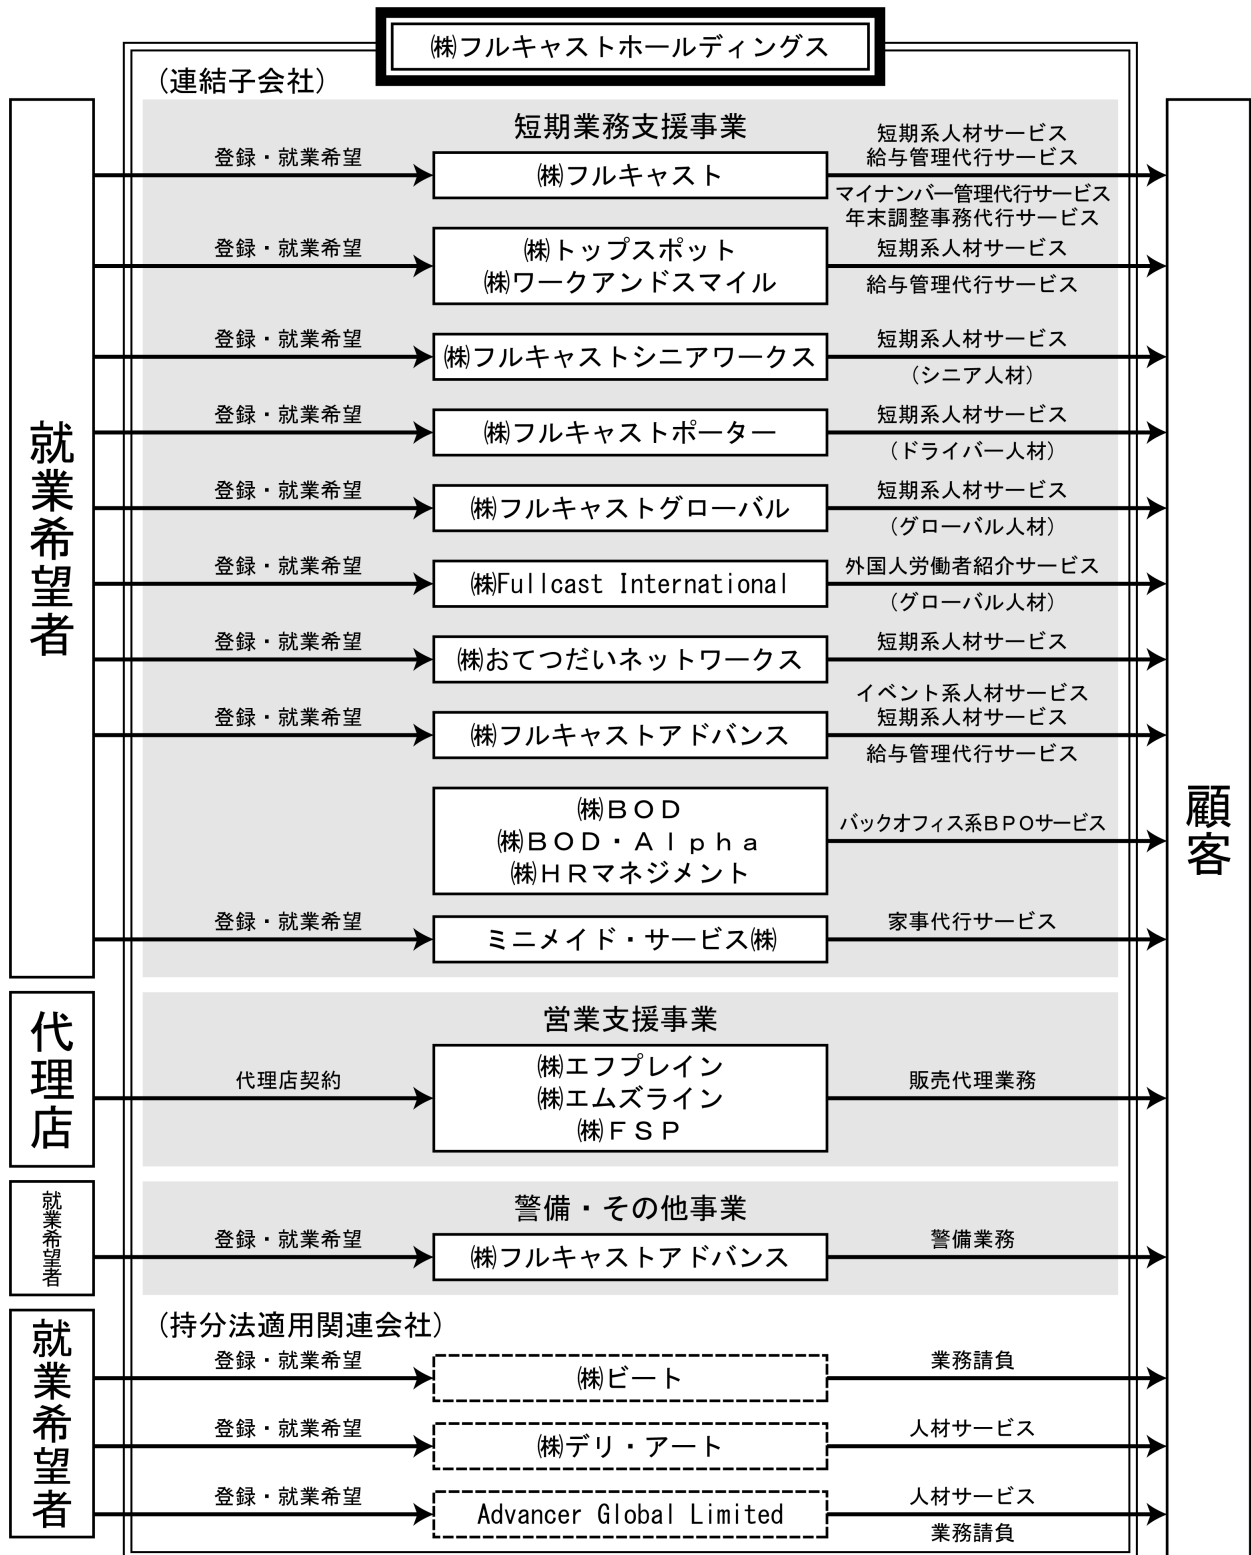 ㈱フルキャストホールディングス
（連結子会社）
就業希望者
短期業務支援事業
登録・就業希望
㈱フルキャスト
短期系人材サービス
給与管理代行サービス
マイナンバー管理代行サービス
年末調整事務代行サービス
登録・就業希望
㈱トップスポット
㈱ワークアンドスマイル
短期系人材サービス
給与管理代行サービス
登録・就業希望
㈱フルキャストシニアワークス
短期系人材サービス
（シニア人材）
登録・就業希望
㈱フルキャストポーター
短期系人材サービス
（ドライバー人材）
登録・就業希望
㈱フルキャストグローバル
短期系人材サービス
（グローバル人材）
登録・就業希望
㈱Fullcast International
外国人労働者紹介サービス
（グローバル人材）
登録・就業希望
㈱おてつだいネットワークス
短期系人材サービス
登録・就業希望
㈱フルキャストアドバンス
イベント系人材サービス
短期系人材サービス
給与管理代行サービス
㈱ＢＯＤ
㈱ＢＯＤ・Ａｌｐｈａ
㈱ＨＲマネジメント
バックオフィス系ＢＰＯサービス
登録・就業希望
ミニメイド・サービス㈱
家事代行サービス
顧客
代理店
営業支援事業
代理店契約
㈱エフプレイン
㈱エムズライン
㈱ＦＳＰ
販売代理業務
就業希望者
警備・その他事業
登録・就業希望
㈱フルキャストアドバンス
警備業務
就業希望者
（持分法適用関連会社）
登録・就業希望
㈱ビート
業務請負
登録・就業希望
㈱デリ・アート
人材サービス
登録・就業希望
Advancer Global Limited
人材サービス
業務請負